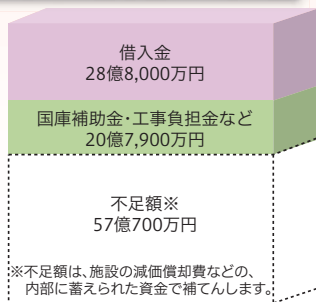 借入金
28億8,000万円
国庫補助金・工事負担金など
20億7,900万円
不足額※
57億700万円
※不足額は、施設の減価償却費などの、
内部に蓄えられた資金で補てんします。